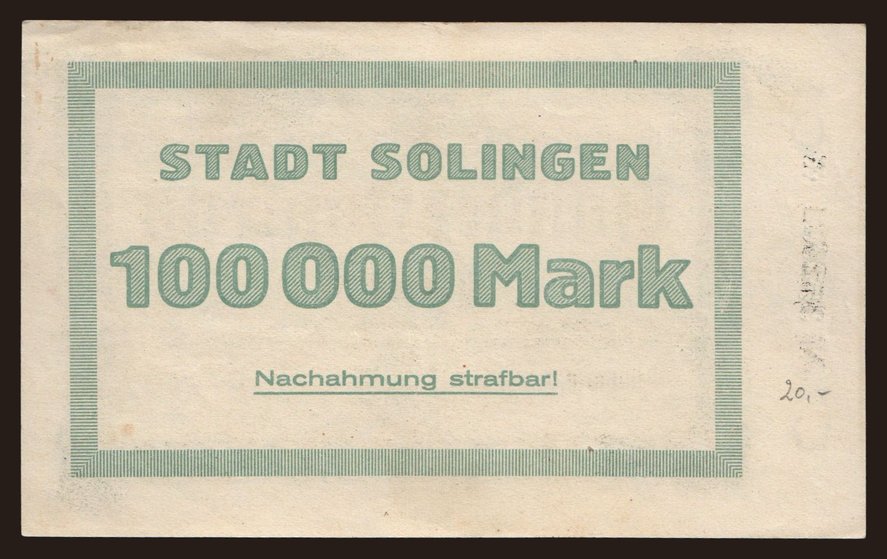 STADT SOLINGEN
100 000 Mark
Nachahmung strafbar!
20,-